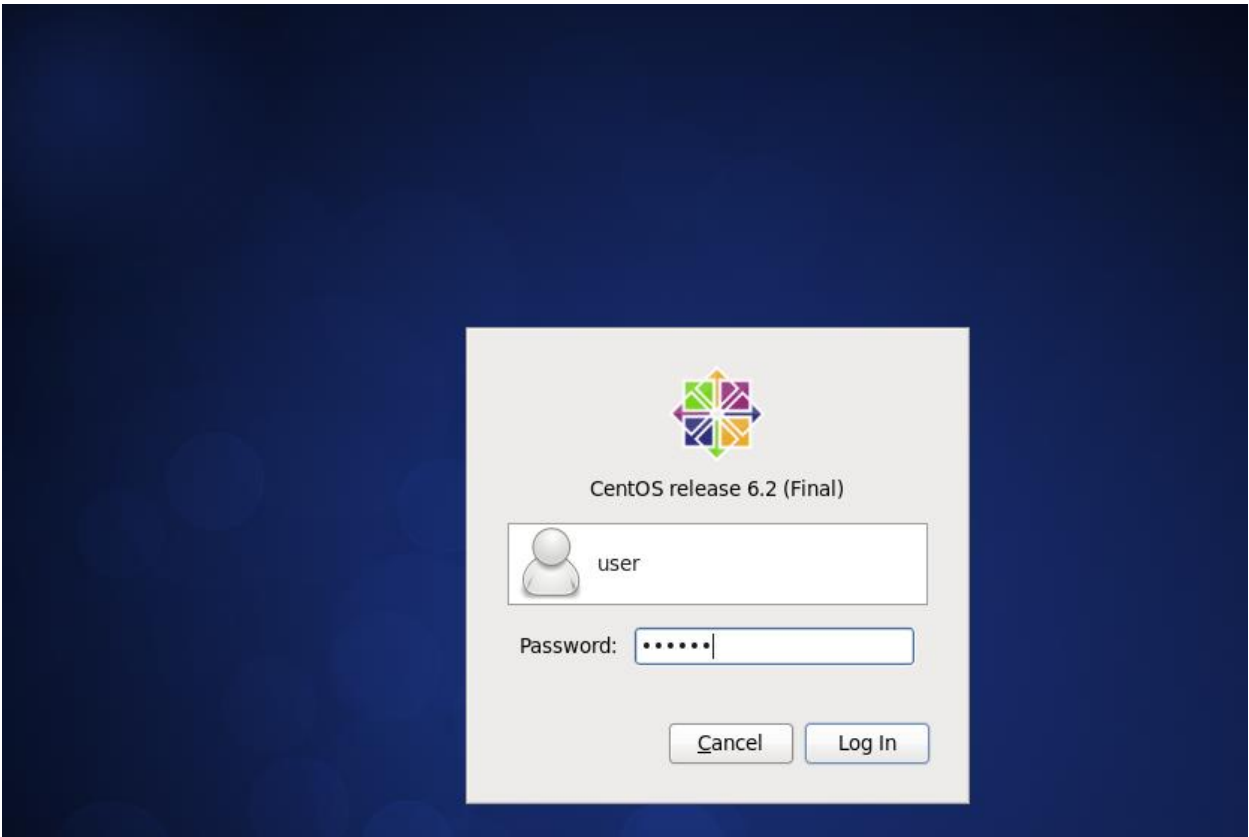 CentOS release 6.2 (Final)
user
Password: ••••••
Cancel
Log In